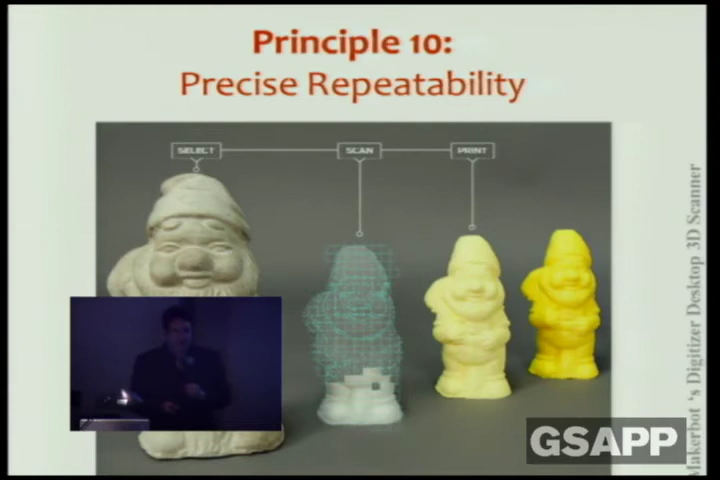 Principle 10:
Precise Repeatability
SELECT
SCAN
PRINT
Makerbot 's Digitizer Desktop 3D Scanner
GSAPP